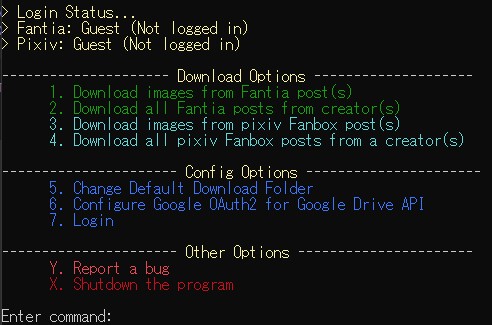 > Login Status...
> Fantia: Guest (Not logged in)
> Pixiv: Guest (Not logged in)
---------------------- Download Options --------------------
1. Download images from Fantia post(s)
2. Download all Fantia posts from creator(s)
3. Download images from pixiv Fanbox post(s)
4. Download all pixiv Fanbox posts from a creator(s)
---------------------- Config Options ----------------------
5. Change Default Download Folder
6. Configure Google OAuth2 for Google Drive API
7. Login
---------------------- Other Options ----------------------
Y. Report a bug
X. Shutdown the program
Enter command: